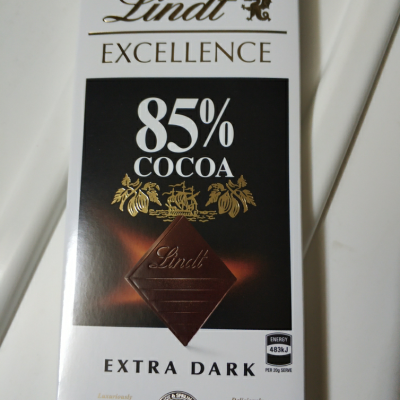 Lindt
EXCELLENCE
85%
COCOA
Lindt
ENERGY
483kJ
PER 20g SERVE
EXTRA DARK